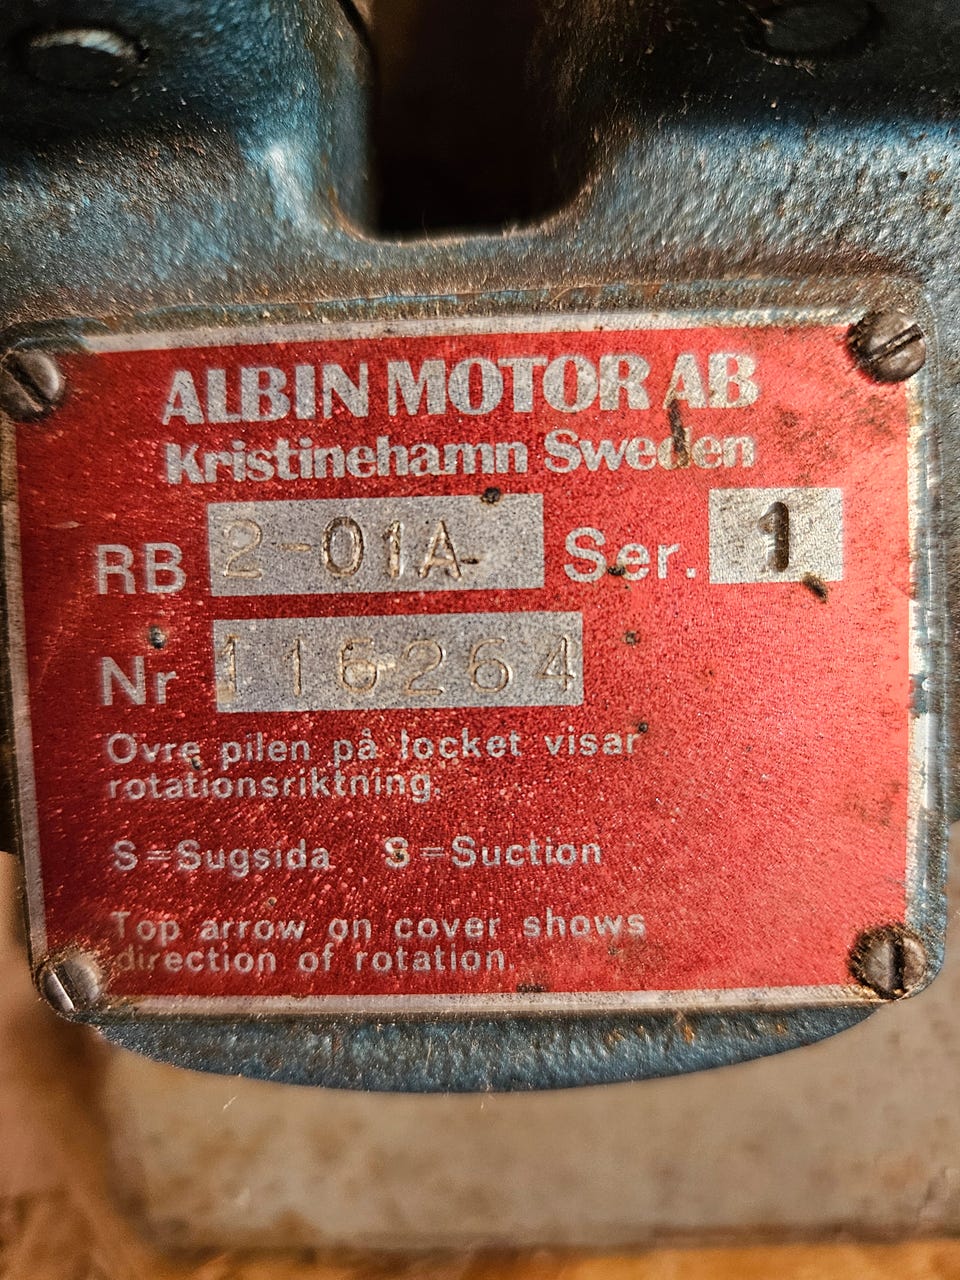 ALBIN MOTOR AB
Kristinehamn Sweden
RB 2-01A Ser. 1
Nr 116264
Övre pilen på locket visar
rotationsriktning.
S=Sugsida S=Suction
Top arrow on cover shows
direction of rotation.